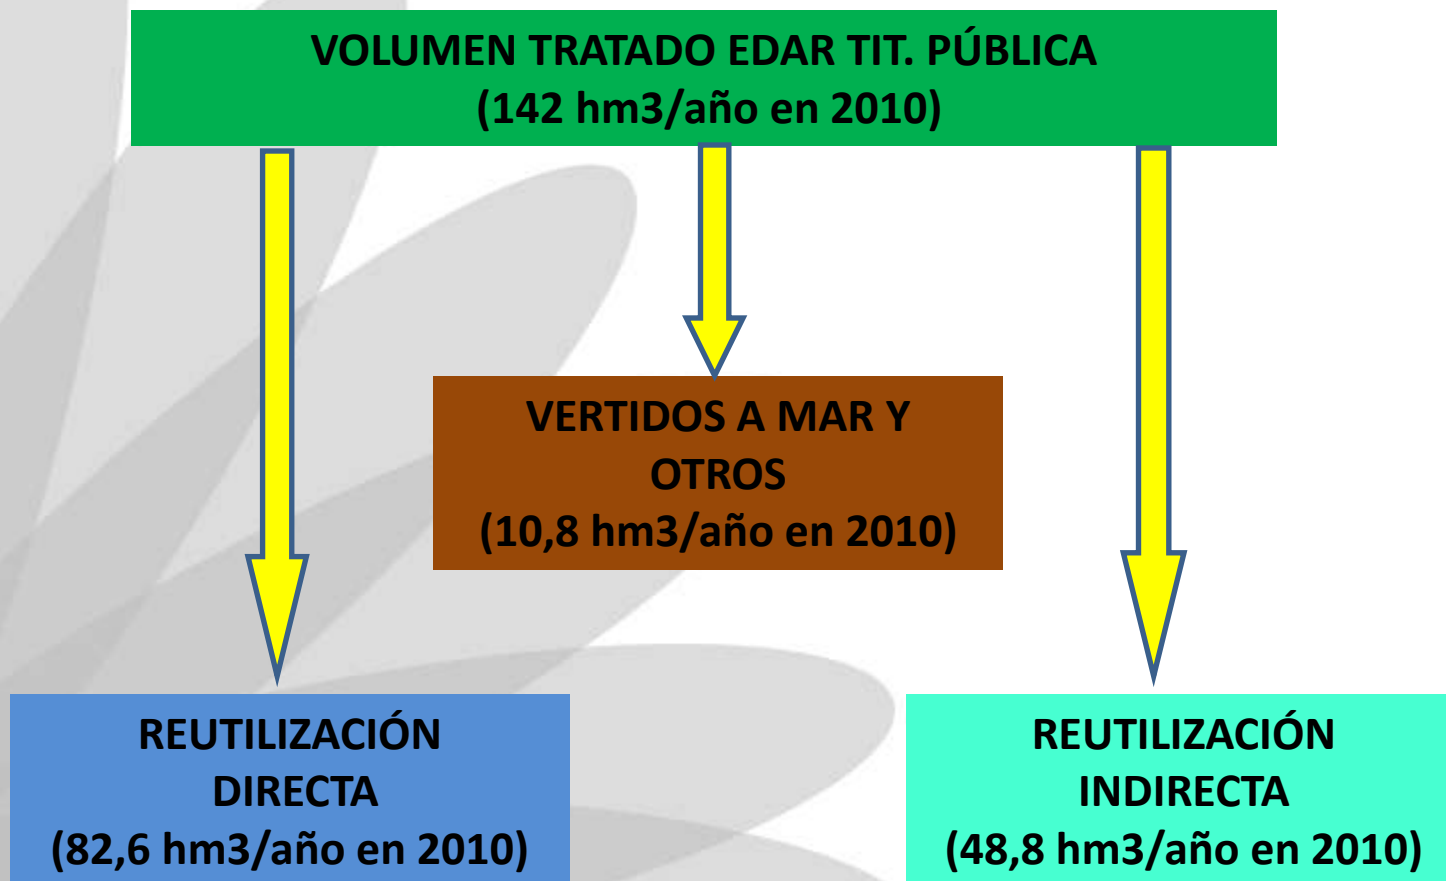 VOLUMEN TRATADO EDAR TIT. PÚBLICA
(142 hm3/año en 2010)
VERTIDOS A MAR Y
OTROS
(10,8 hm3/año en 2010)
REUTILIZACIÓN
DIRECTA
(82,6 hm3/año en 2010)
REUTILIZACIÓN
INDIRECTA
(48,8 hm3/año en 2010)